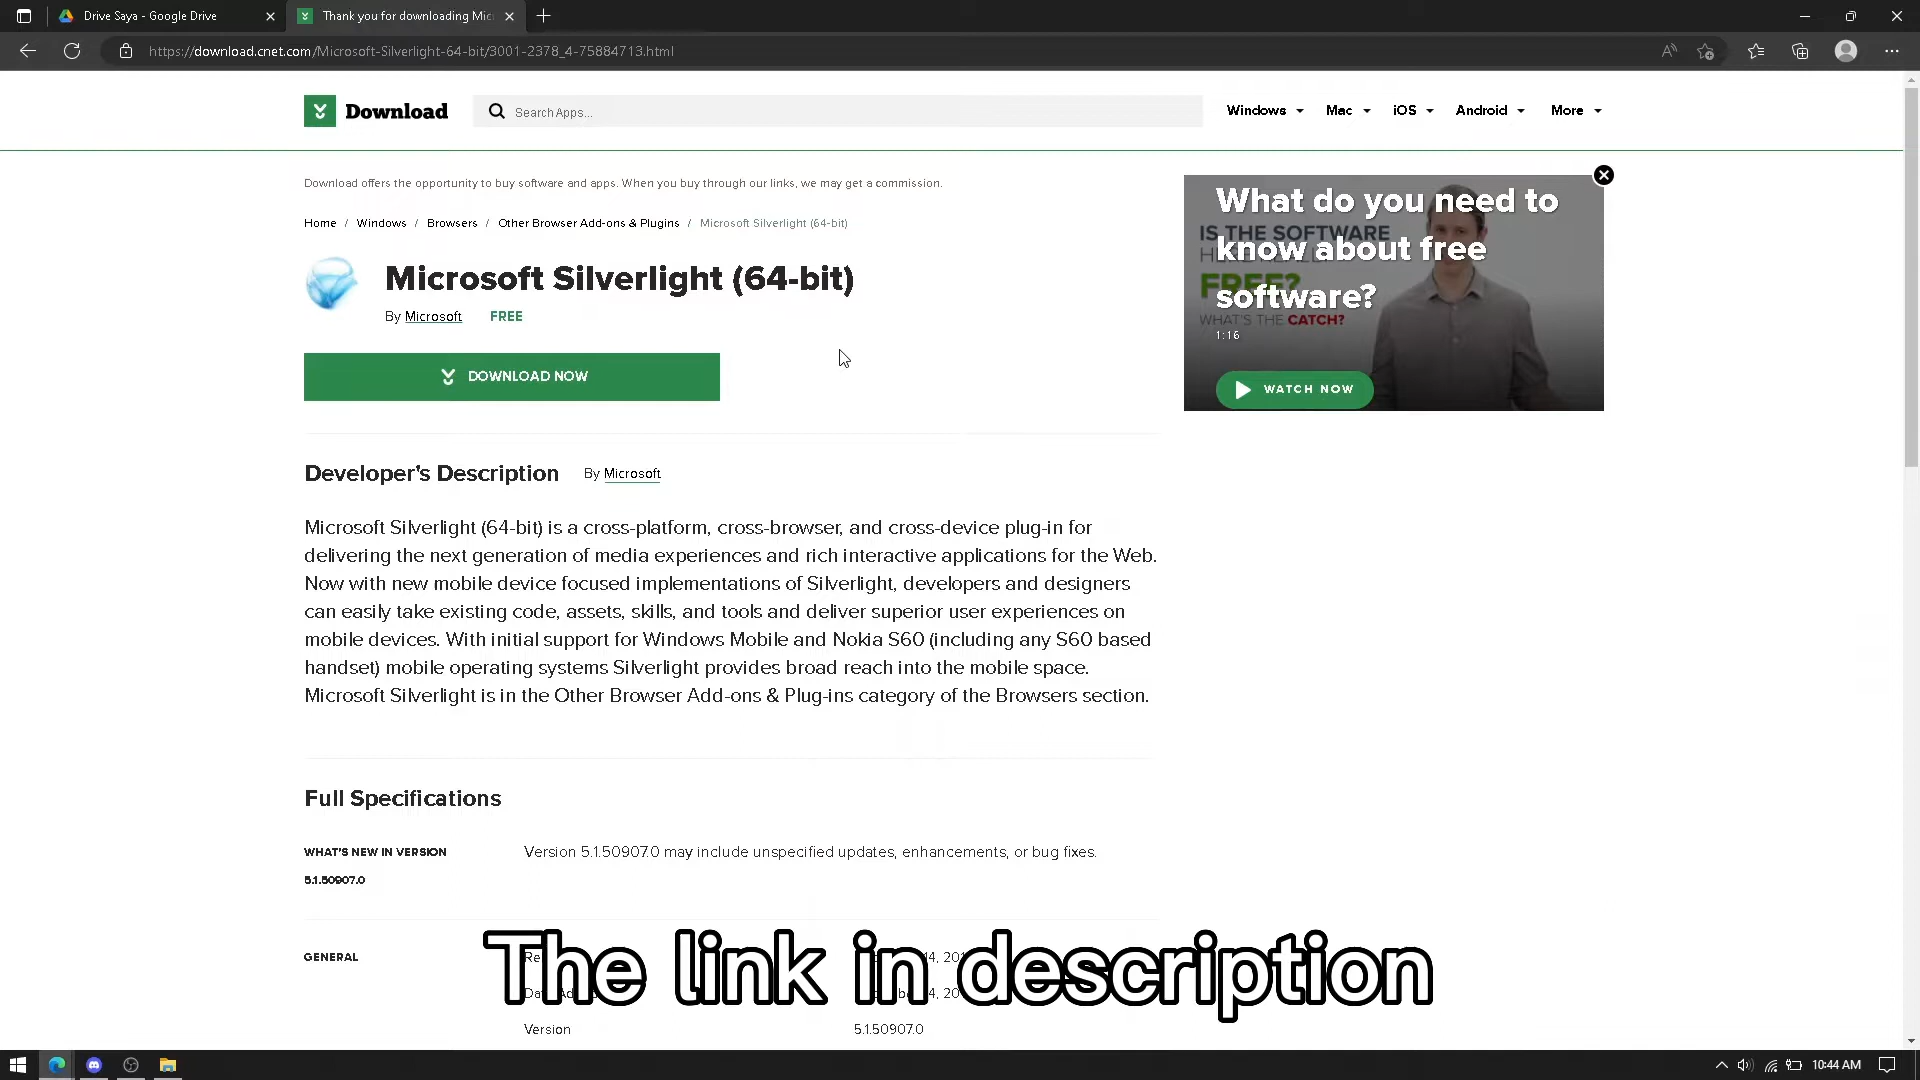 Drive Saya - Google Drive
Thank you for downloading Mic
https://download.cnet.com/Microsoft-Silverlight-64-bit/3001-2378_4-75884713.html
Download
Search Apps...
Windows
Mac
iOS
Android
More
Download offers the opportunity to buy software and apps. When you buy through our links, we may get a commission.
Home / Windows / Browsers / Other Browser Add-ons & Plugins / Microsoft Silverlight (64-bit)
Microsoft Silverlight (64-bit)
By Microsoft FREE
DOWNLOAD NOW
What do you need to
know about free
software?
IS THE SOFTWARE
FREE?
WHAT'S THE CATCH?
1:16
WATCH NOW
Developer's Description By Microsoft
Microsoft Silverlight (64-bit) is a cross-platform, cross-browser, and cross-device plug-in for
delivering the next generation of media experiences and rich interactive applications for the Web.
Now with new mobile device focused implementations of Silverlight, developers and designers
can easily take existing code, assets, skills, and tools and deliver superior user experiences on
mobile devices. With initial support for Windows Mobile and Nokia S60 (including any S60 based
handset) mobile operating systems Silverlight provides broad reach into the mobile space.
Microsoft Silverlight is in the Other Browser Add-ons & Plug-ins category of the Browsers section.
Full Specifications
WHAT'S NEW IN VERSION
5.1.50907.0
Version 5.1.50907.0 may include unspecified updates, enhancements, or bug fixes.
GENERAL
The link in description
Version 5.1.50907.0
10:44 AM